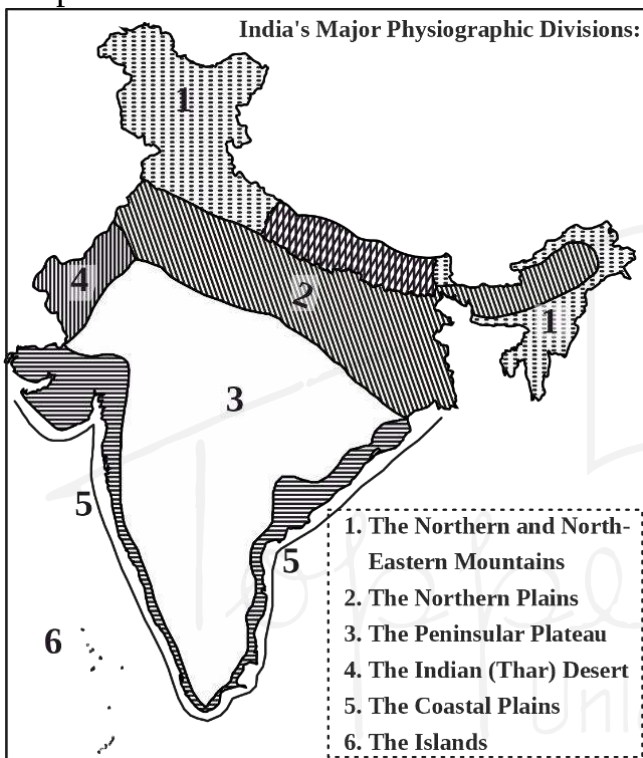 India's Major Physiographic Divisions:
1
4
2
1
3
5
5
6
1. The Northern and North-
Eastern Mountains
2. The Northern Plains
3. The Peninsular Plateau
4. The Indian (Thar) Desert
5. The Coastal Plains
6. The Islands